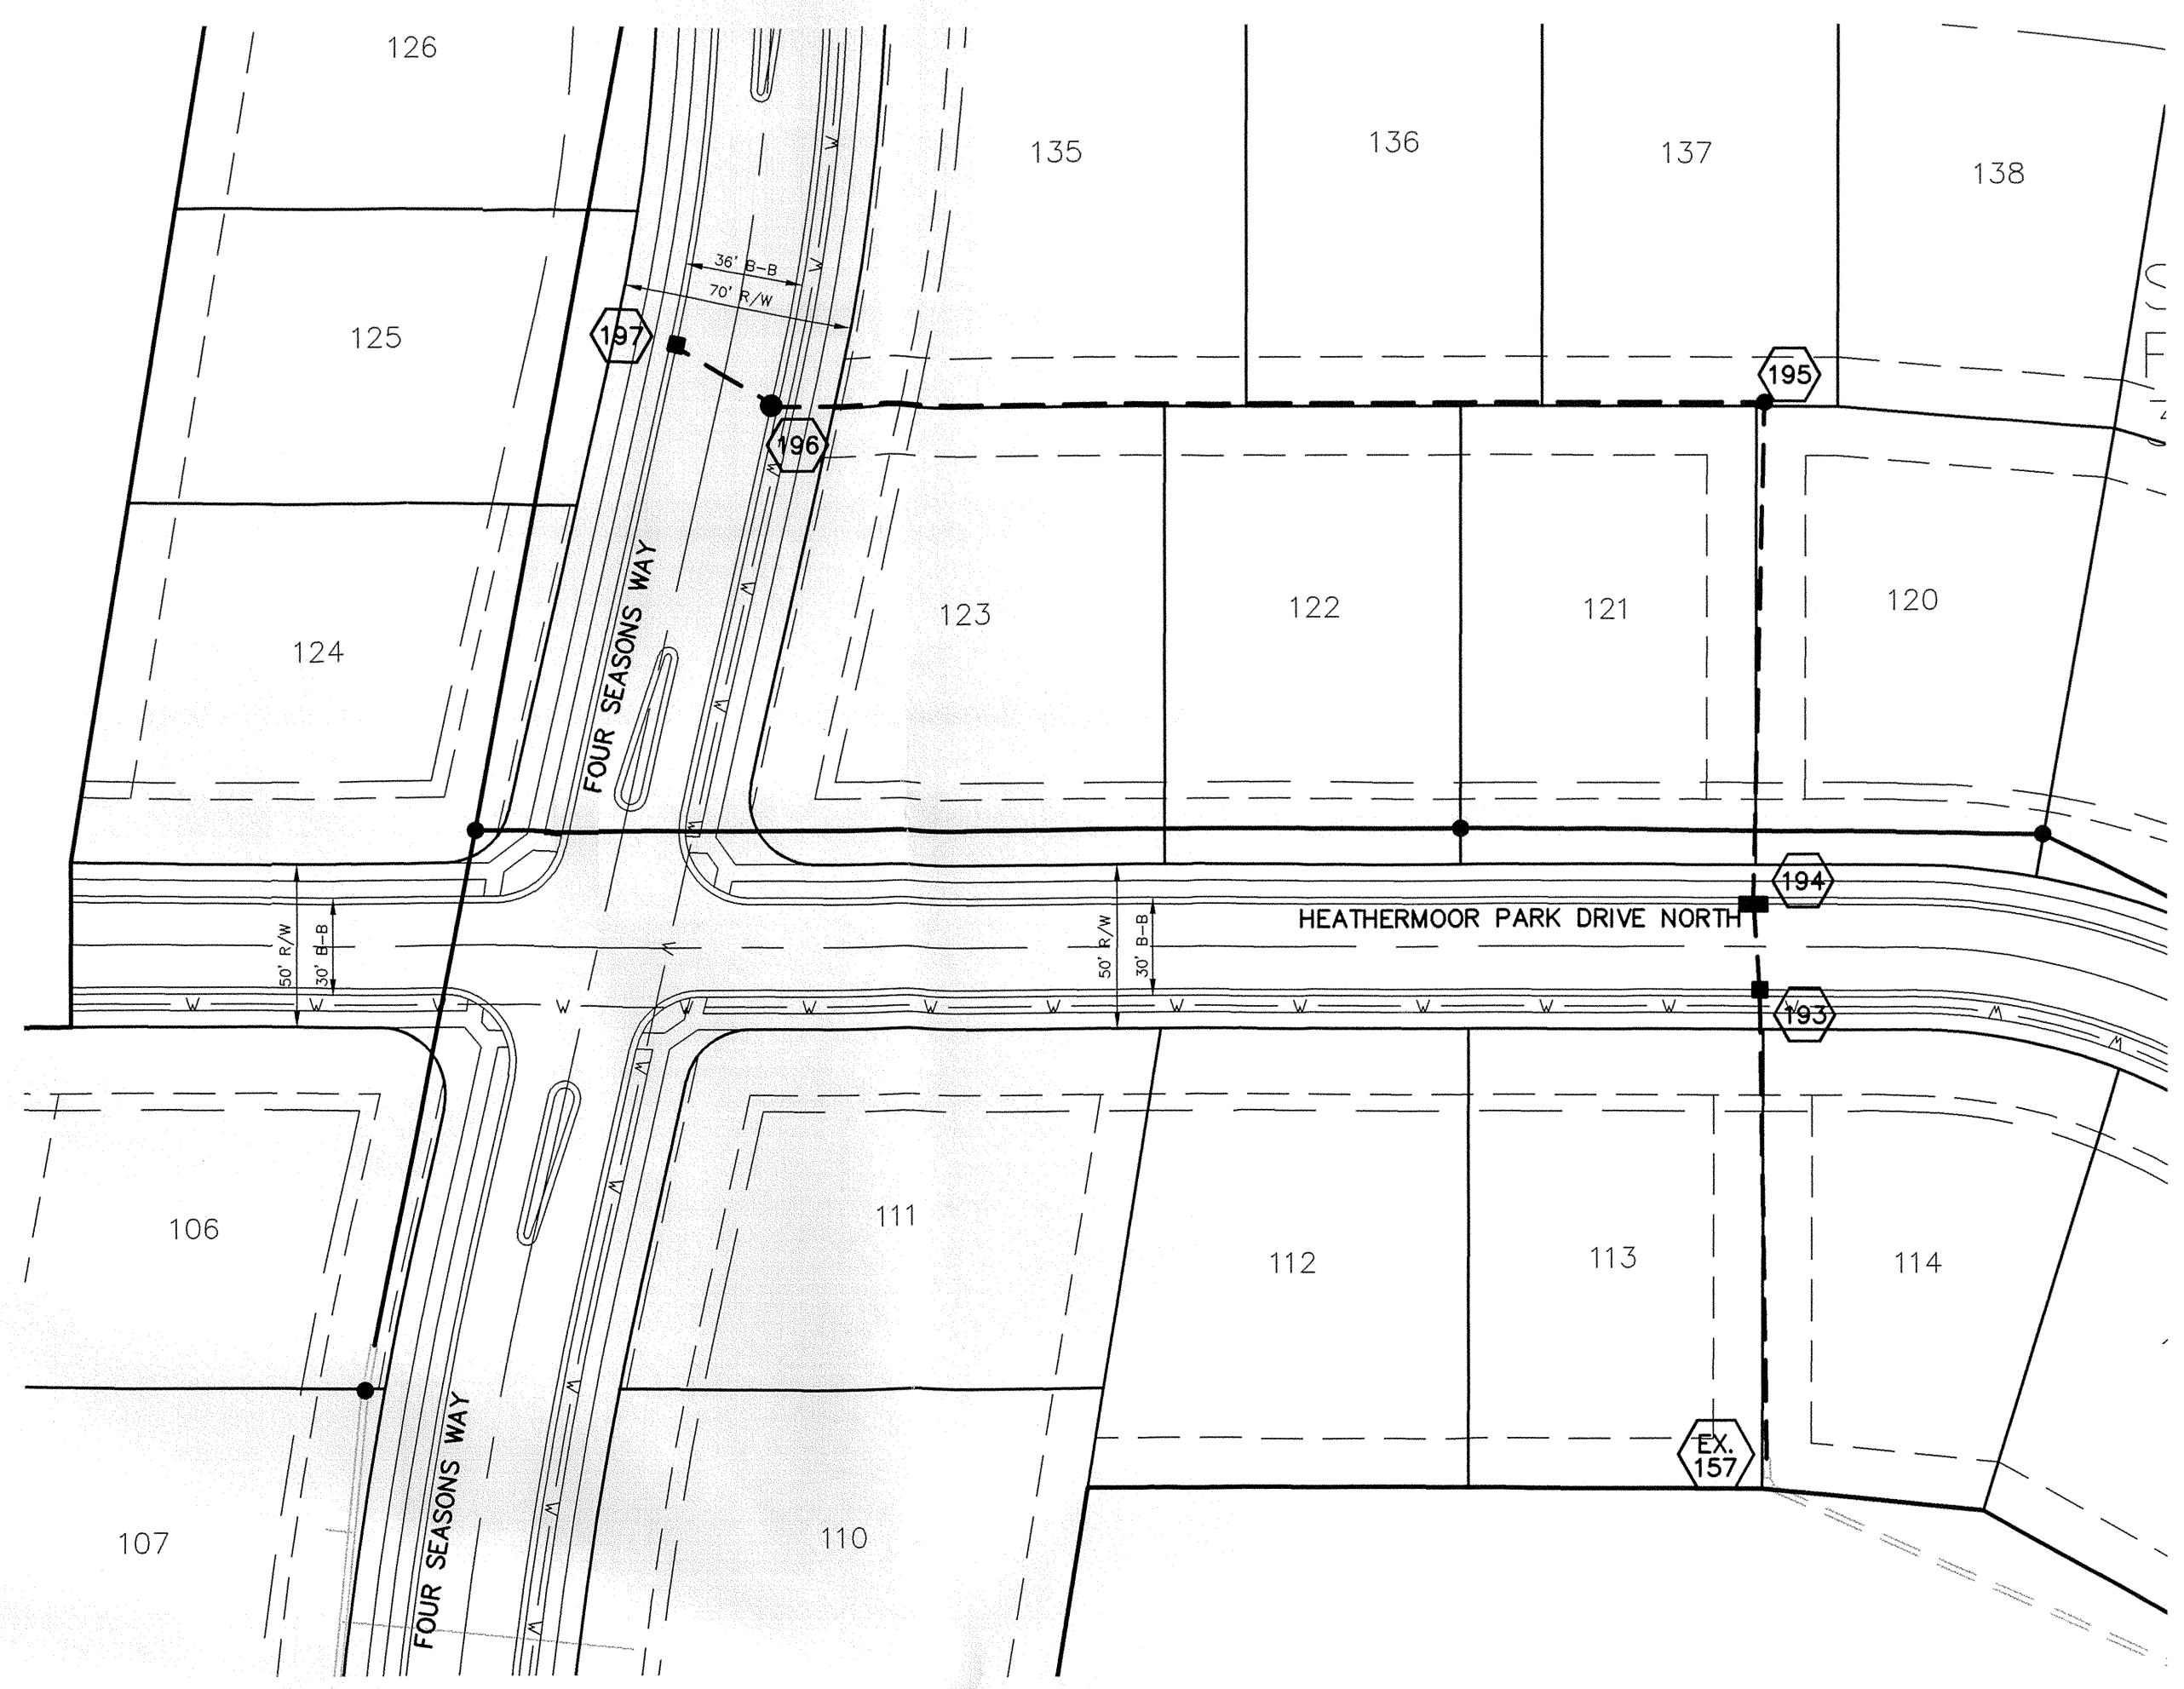 126
135
136
137
138
36' B-B
70' R/W
197
125
195
196
FOUR SEASONS WAY
123
122
121
120
124
194
HEATHERMOOR PARK DRIVE NORTH
50' R/W
30' B-B
50' R/W
30' B-B
W W W W W W W W W W W W W
193
106
111
112
113
114
EX.
157
FOUR SEASONS WAY
107
110